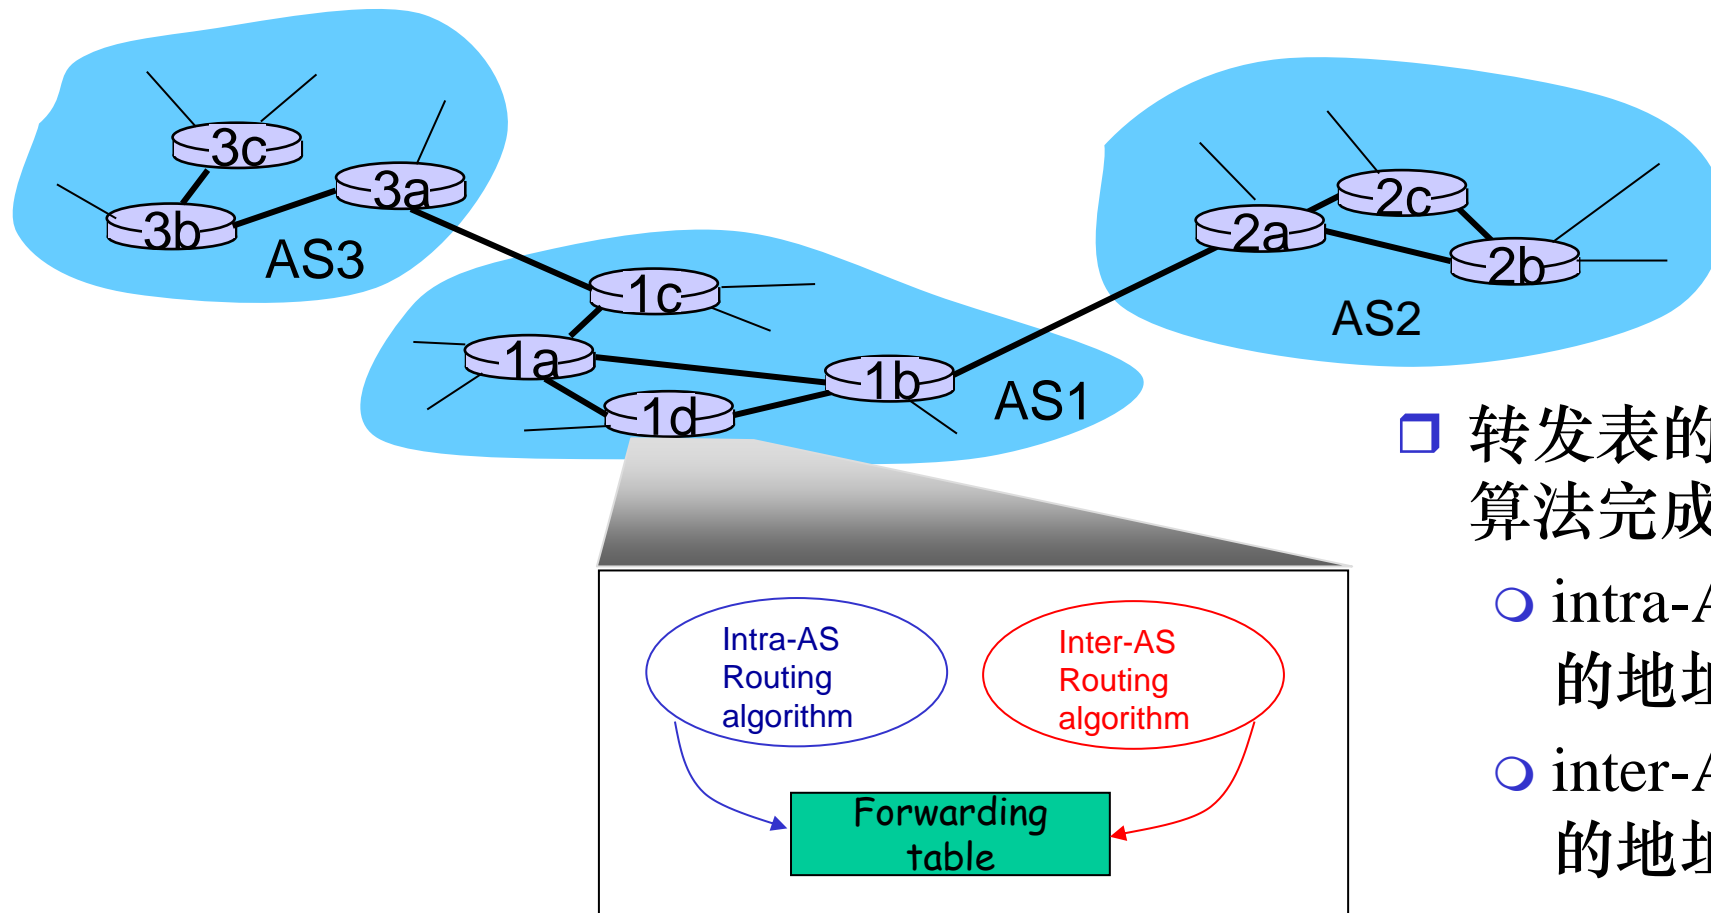 3c
3a
3b
AS3
2c
2a
2b
AS2
1c
1a
1b
1d
AS1
转发表的
算法完成
intra-A
的地址
inter-A
的地址
Intra-AS
Routing
algorithm
Inter-AS
Routing
algorithm
Forwarding
table